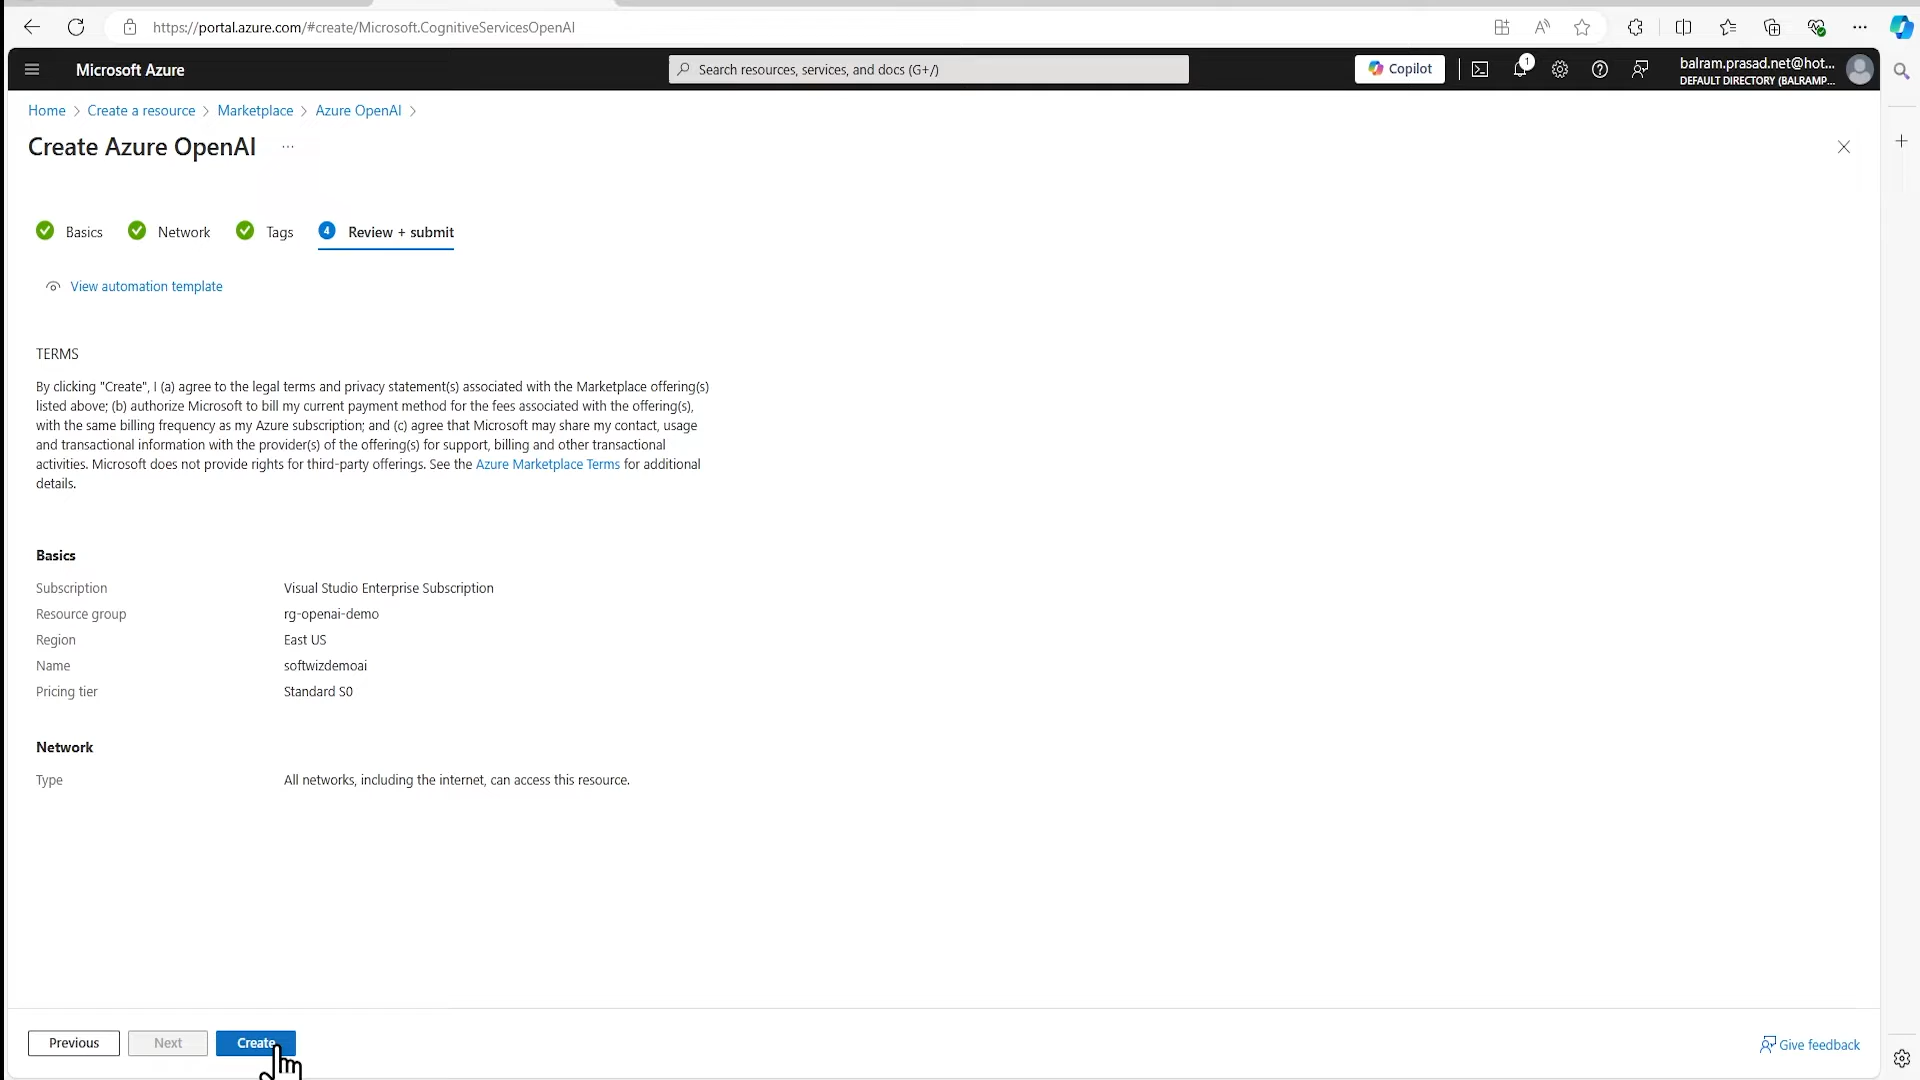 https://portal.azure.com/#create/Microsoft.CognitiveServicesOpenAI
Microsoft Azure
Search resources, services, and docs (G+/)
Copilot
1
balram.prasad.net@hot...
DEFAULT DIRECTORY (BALRAMP...
Home > Create a resource > Marketplace > Azure OpenAI >
Create Azure OpenAI ...
Basics
Network
Tags
4 Review + submit
View automation template
TERMS
By clicking "Create", I (a) agree to the legal terms and privacy statement(s) associated with the Marketplace offering(s)
listed above; (b) authorize Microsoft to bill my current payment method for the fees associated with the offering(s),
with the same billing frequency as my Azure subscription; and (c) agree that Microsoft may share my contact, usage
and transactional information with the provider(s) of the offering(s) for support, billing and other transactional
activities. Microsoft does not provide rights for third-party offerings. See the Azure Marketplace Terms for additional
details.
Basics
Subscription Visual Studio Enterprise Subscription
Resource group rg-openai-demo
Region East US
Name softwizdemoai
Pricing tier Standard S0
Network
Type All networks, including the internet, can access this resource.
Previous
Next
Create
Give feedback